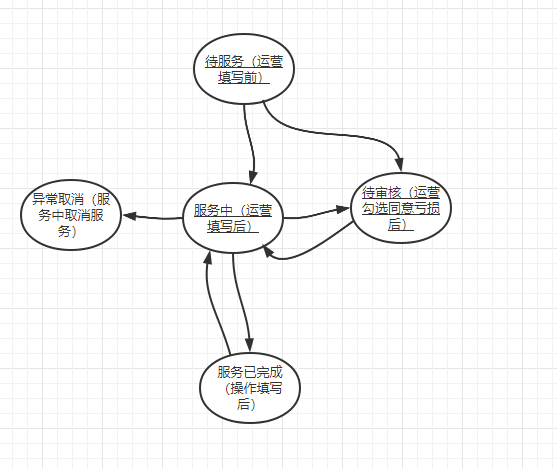 待服务（运营
填写前）
异常取消（服
务中取消服
务）
服务中（运营
填写后）
待审核（运营
勾选同意亏损
后）
服务已完成
（操作填写
后）